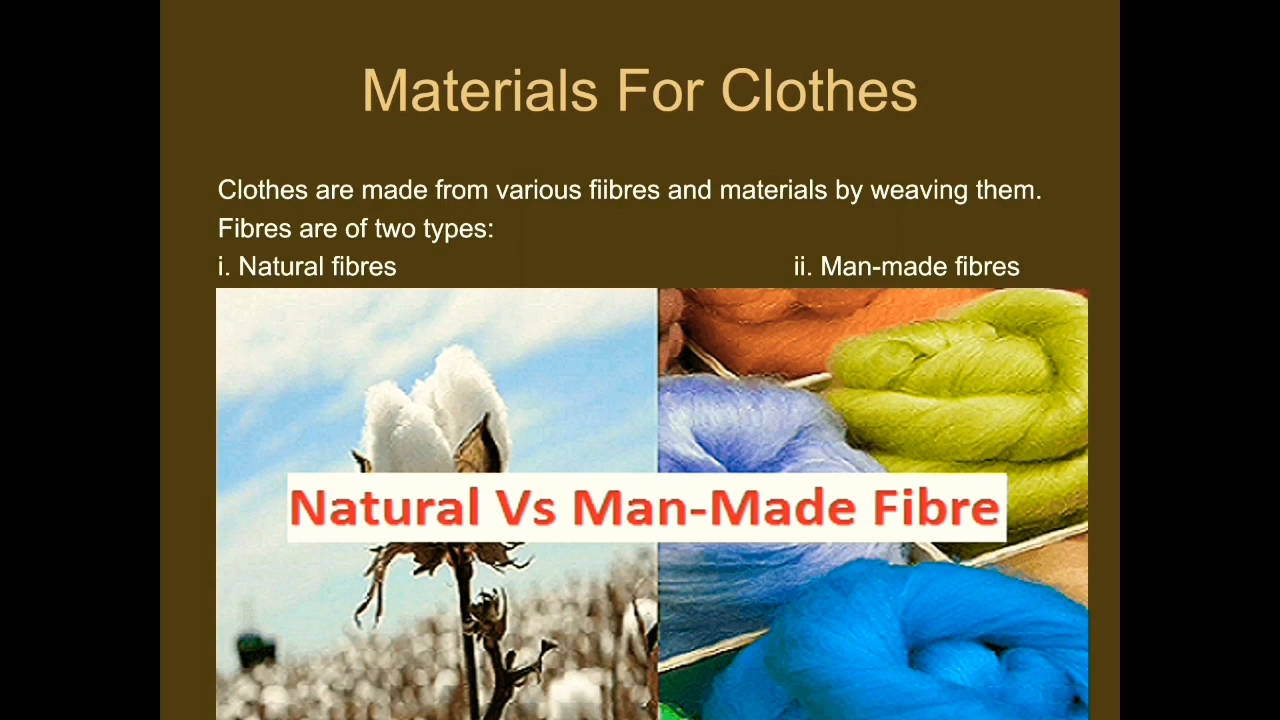 Materials For Clothes
Clothes are made from various fiibres and materials by weaving them.
Fibres are of two types:
i. Natural fibres ii. Man-made fibres
Natural Vs Man-Made Fibre